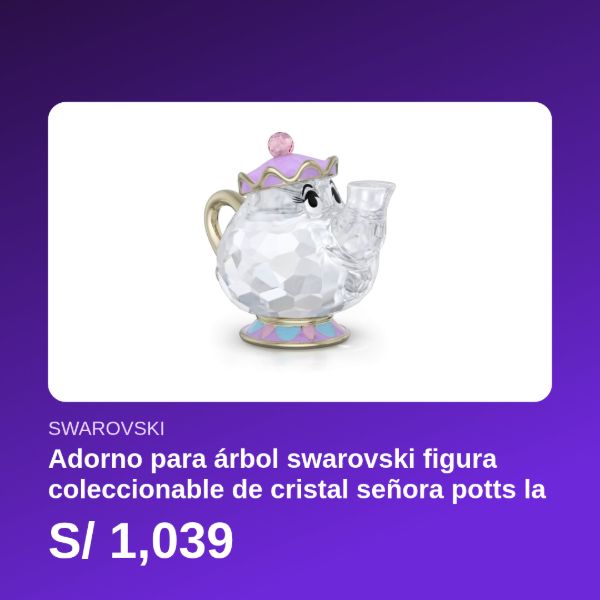 SWAROVSKI
Adorno para árbol swarovski figura
coleccionable de cristal señora potts la
S/ 1,039